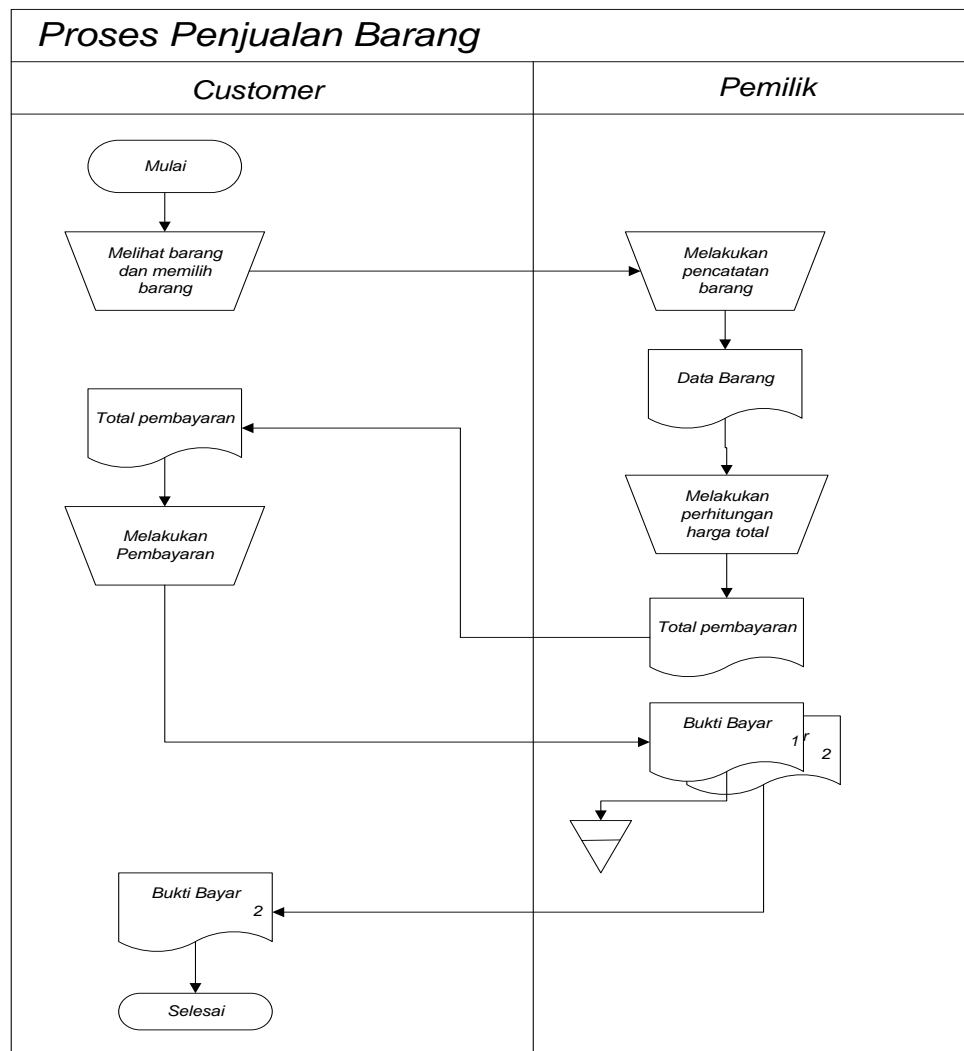 Proses Penjualan Barang
Customer
Pemilik
Mulai
Melihat barang
dan memilih
barang
Melakukan
pencatatan
barang
Data Barang
Total pembayaran
Melakukan
perhitungan
harga total
Melakukan
Pembayaran
Total pembayaran
Bukti Bayar
1
r
2
Bukti Bayar
2
Selesai